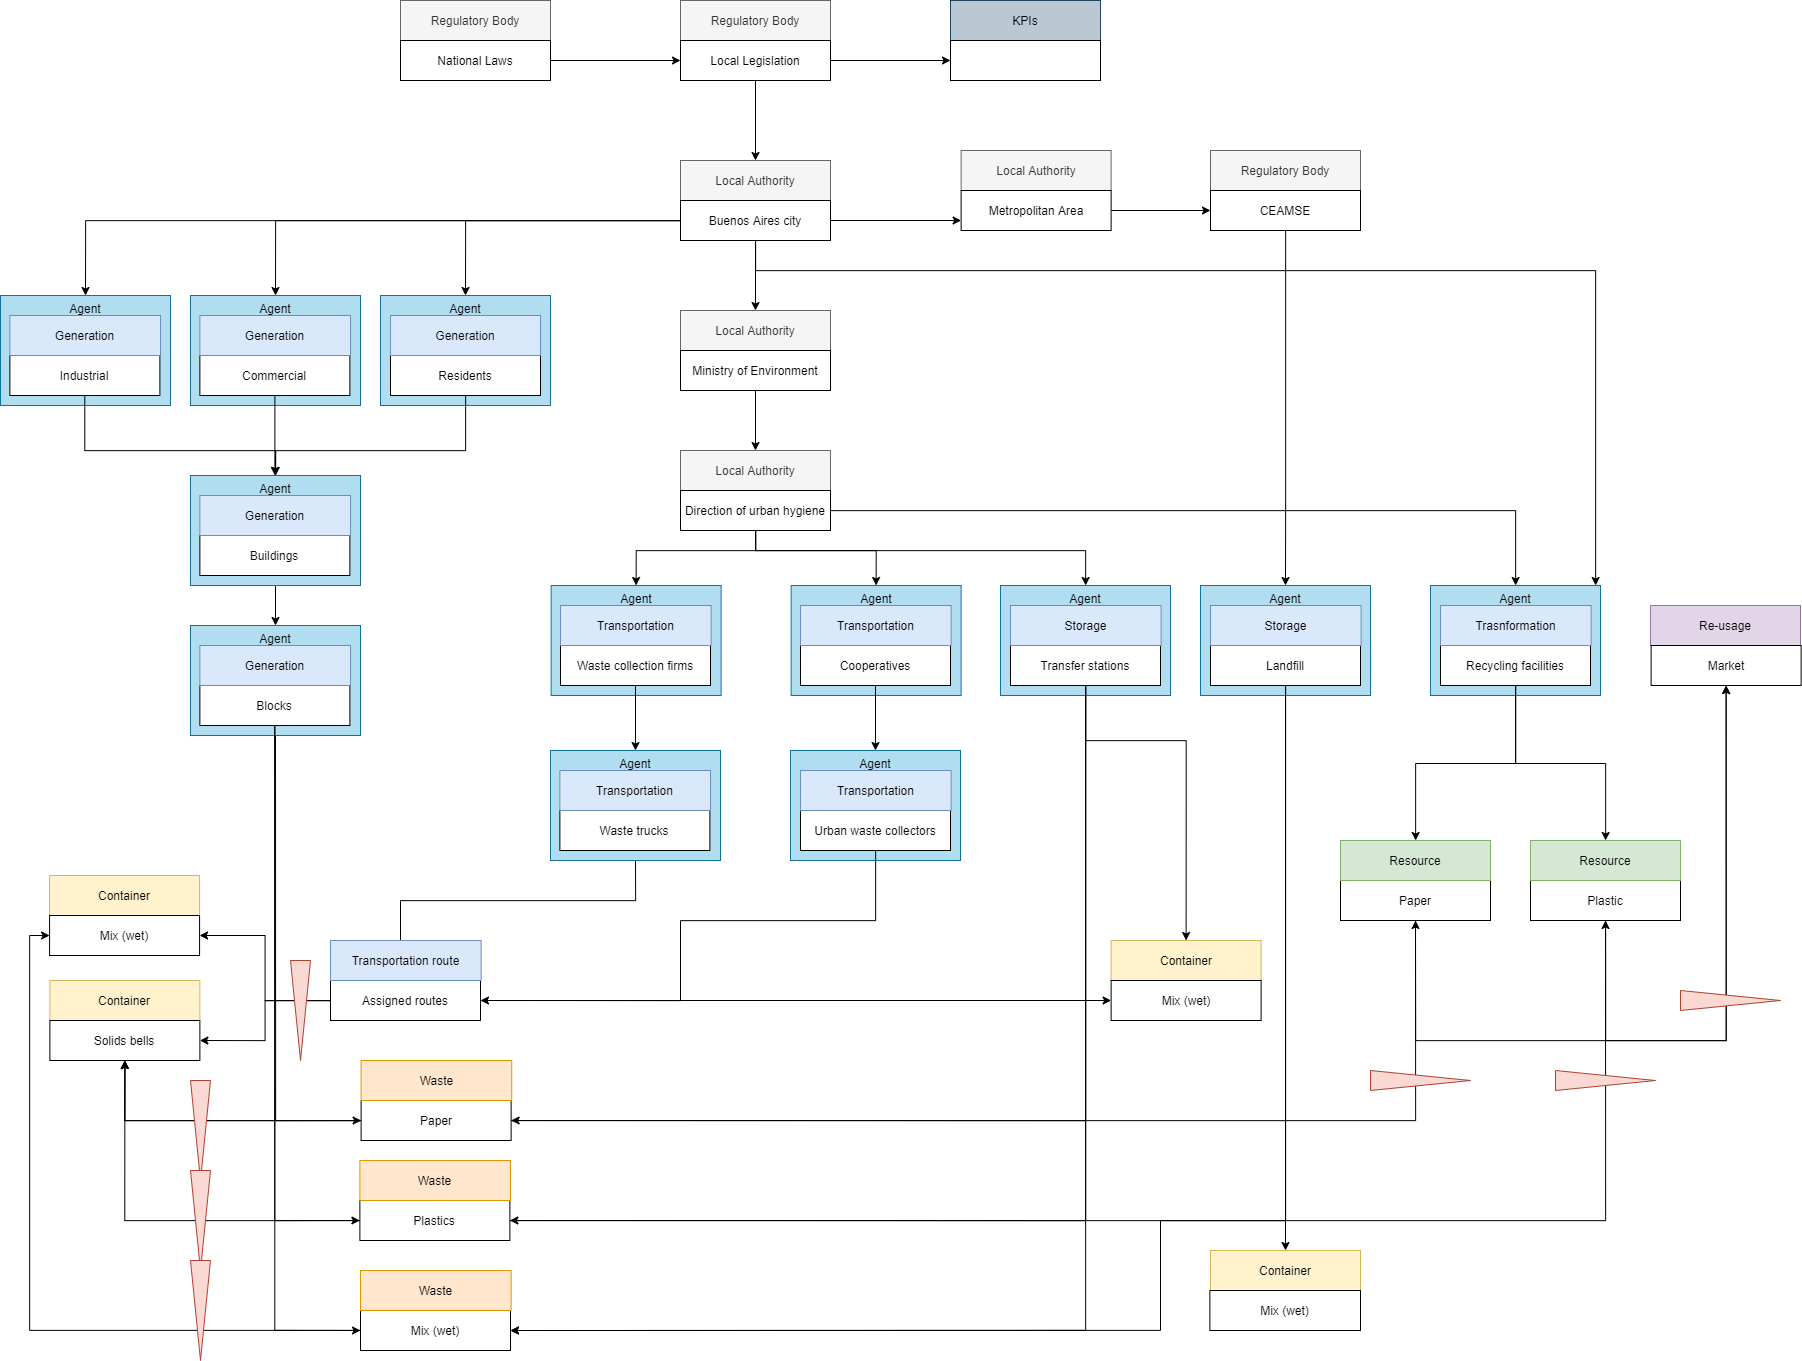 Regulatory Body
National Laws
Regulatory Body
Local Legislation
KPIs
Local Authority
Buenos Aires city
Local Authority
Metropolitan Area
Regulatory Body
CEAMSE
Agent
Generation
Industrial
Agent
Generation
Commercial
Agent
Generation
Residents
Local Authority
Ministry of Environment
Local Authority
Direction of urban hygiene
Agent
Generation
Buildings
Agent
Generation
Blocks
Agent
Transportation
Waste collection firms
Agent
Transportation
Cooperatives
Agent
Storage
Transfer stations
Agent
Storage
Landfill
Agent
Trasnformation
Recycling facilities
Re-usage
Market
Agent
Transportation
Waste trucks
Agent
Transportation
Urban waste collectors
Resource
Paper
Resource
Plastic
Container
Mix (wet)
Container
Solids bells
Transportation route
Assigned routes
Container
Mix (wet)
Waste
Paper
Waste
Plastics
Waste
Mix (wet)
Container
Mix (wet)